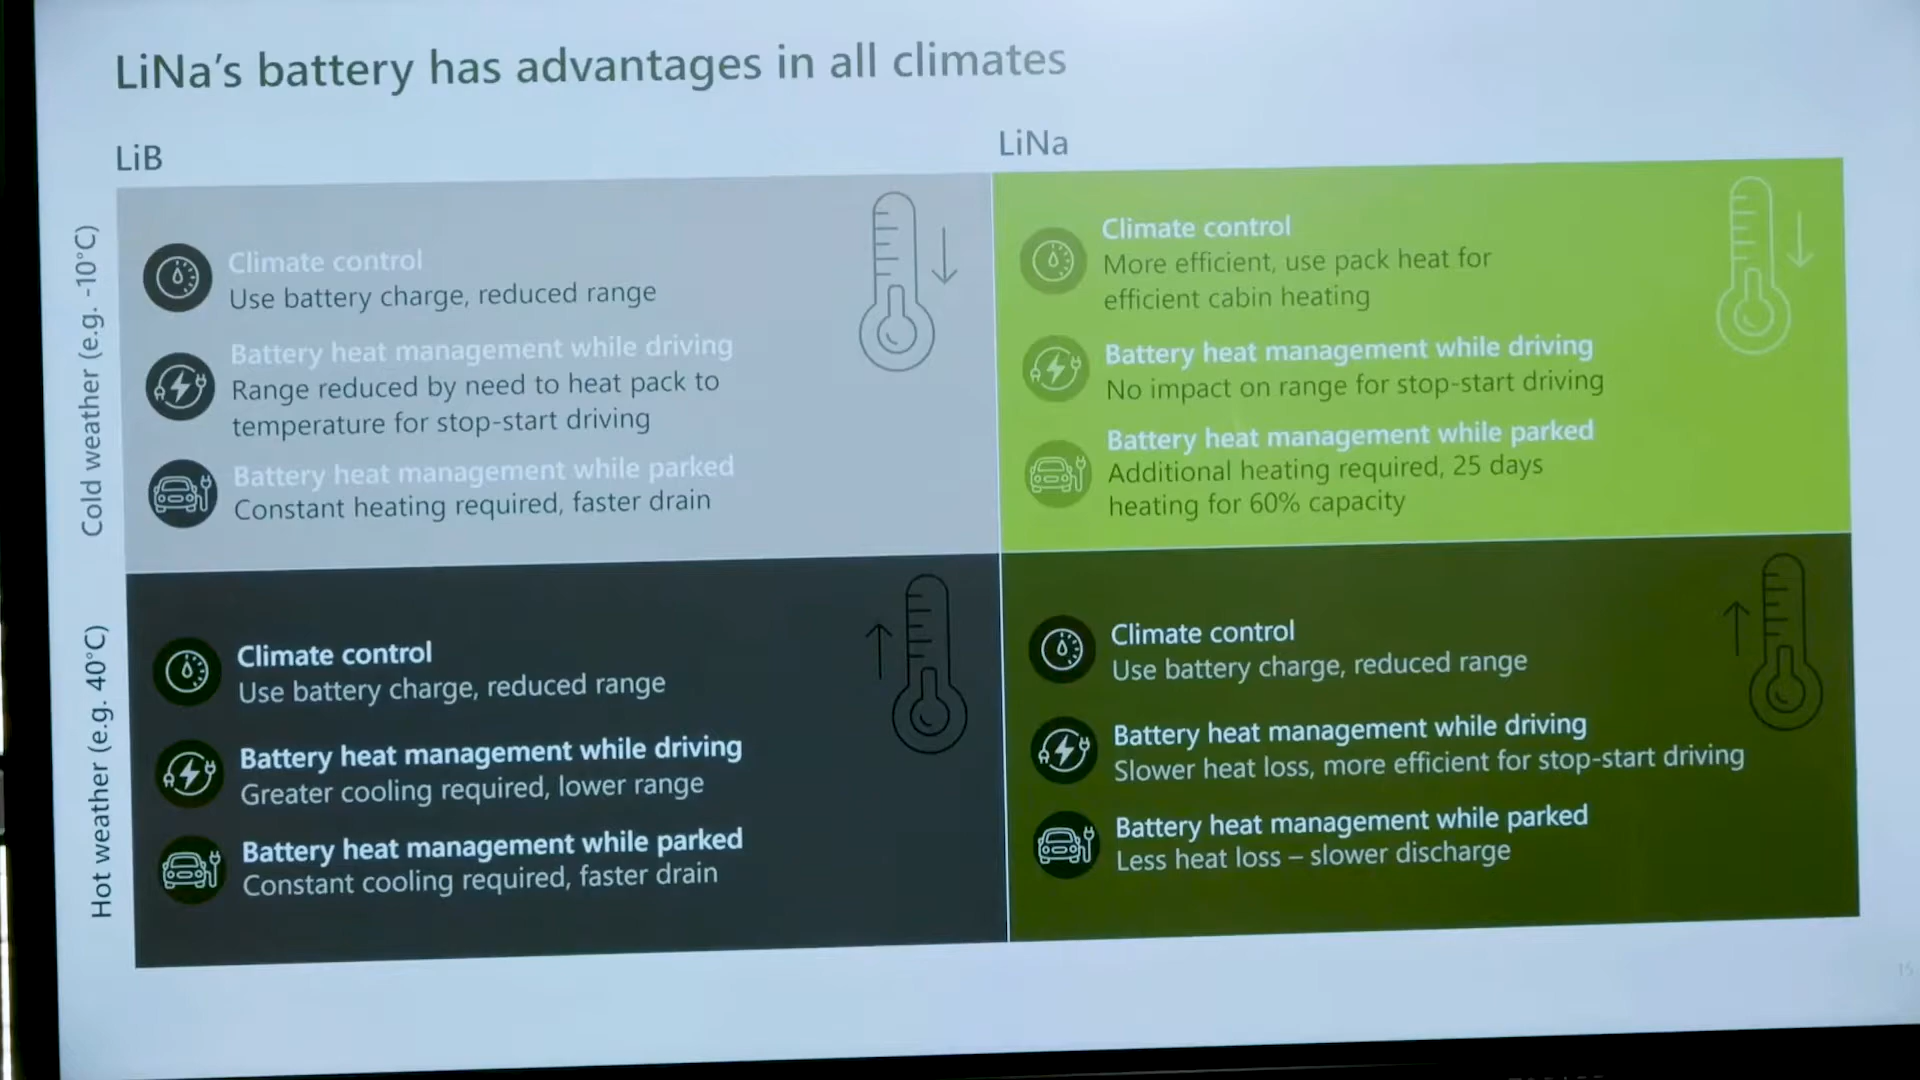 LiNa's battery has advantages in all climates
LiB
LiNa
Cold weather (e.g. -10°C)
Climate control
Use battery charge, reduced range
Battery heat management while driving
Range reduced by need to heat pack to
temperature for stop-start driving
Battery heat management while parked
Constant heating required, faster drain
Climate control
More efficient, use pack heat for
efficient cabin heating
Battery heat management while driving
No impact on range for stop-start driving
Battery heat management while parked
Additional heating required, 25 days
heating for 60% capacity
Hot weather (e.g. 40°C)
Climate control
Use battery charge, reduced range
Battery heat management while driving
Greater cooling required, lower range
Battery heat management while parked
Constant cooling required, faster drain
Climate control
Use battery charge, reduced range
Battery heat management while driving
Slower heat loss, more efficient for stop-start driving
Battery heat management while parked
Less heat loss – slower discharge
15